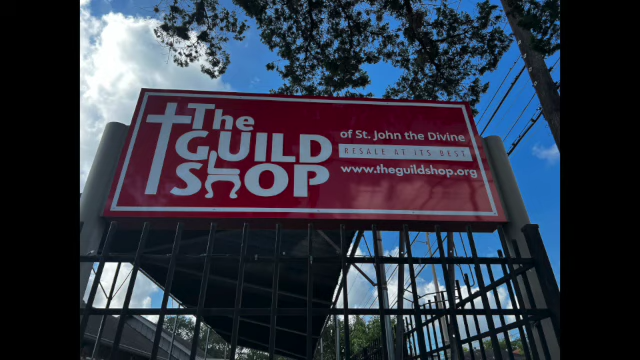 The
GUILD
SHOP
of St. John the Divine
RESALE AT ITS BEST
www.theguildshop.org